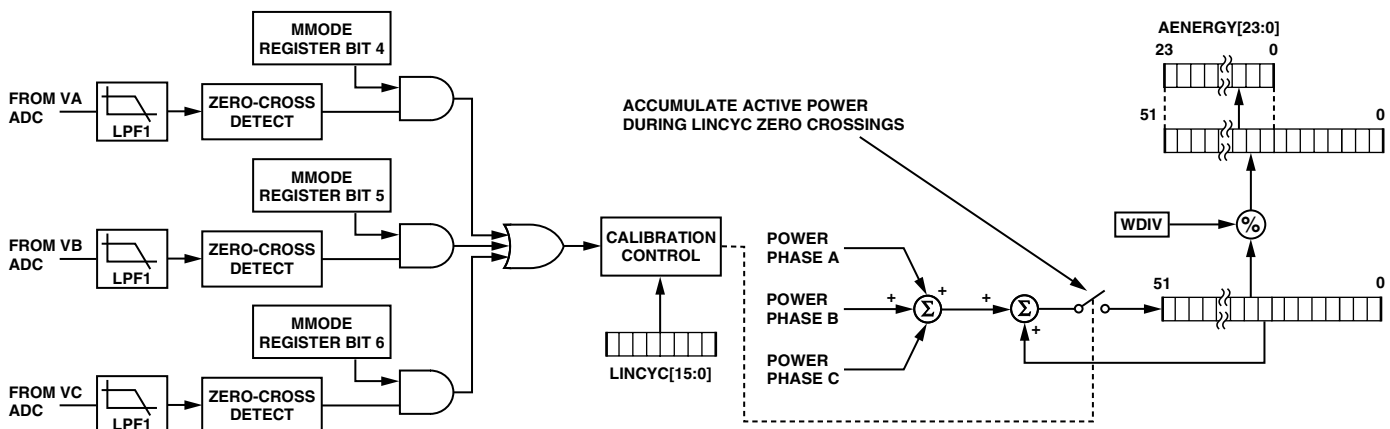 MMODE
REGISTER BIT 4
FROM VA
ADC
LPF1
ZERO-CROSS
DETECT
MMODE
REGISTER BIT 5
FROM VB
ADC
LPF1
ZERO-CROSS
DETECT
MMODE
REGISTER BIT 6
FROM VC
ADC
LPF1
ZERO-CROSS
DETECT
CALIBRATION
CONTROL
LINCYC[15:0]
ACCUMULATE ACTIVE POWER
DURING LINCYC ZERO CROSSINGS
POWER
PHASE A
POWER
PHASE B
POWER
PHASE C
+
+
Σ
+
Σ
+
AENERGY[23:0]
23 0
51 0
WDIV
%
51 0